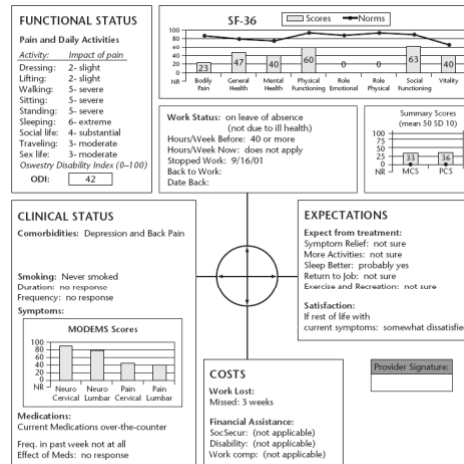 FUNCTIONAL STATUS
Pain and Daily Activities
Activity: Impact of pain
Dressing: 2- slight
Lifting: 2- slight
Walking: 5- severe
Sitting: 5- severe
Standing: 5- severe
Sleeping: 6- extreme
Social life: 4- substantial
Traveling: 3- moderate
Sex life: 3- moderate
Oswestry Disability Index (0–100)
ODI: 42
SF-36
Scores Norms
100
80
60
40
20
0
NR
23 47 40 60 0 0 63 40
Bodily Pain
General Health
Mental Health
Physical Functioning
Role Emotional
Role Physical
Social Functioning
Vitality
Work Status: on leave of absence
(not due to ill health)
Hours/Week Before: 40 or more
Hours/Week Now: does not apply
Stopped Work: 9/16/01
Back to Work:
Date Back:
Summary Scores
(mean 50 SD 10)
100
75
50
25
0
NR
33 36
MCS PCS
CLINICAL STATUS
Comorbidities: Depression and Back Pain
Smoking: Never smoked
Duration: no response
Frequency: no response
Symptoms:
MODEMS Scores
100
80
60
40
20
0
NR
Neuro Cervical
Neuro Lumbar
Pain Cervical
Pain Lumbar
Medications:
Current Medications over-the-counter
Freq. in past week not at all
Effect of Meds: no response
EXPECTATIONS
Expect from treatment:
Symptom Relief: not sure
More Activities: not sure
Sleep Better: probably yes
Return to Job: not sure
Exercise and Recreation: not sure
Satisfaction:
If rest of life with
current symptoms: somewhat dissatisfie
COSTS
Work Lost:
Missed: 3 weeks
Financial Assistance:
SocSecur: (not applicable)
Disability: (not applicable)
Work comp: (not applicable)
Provider Signature: